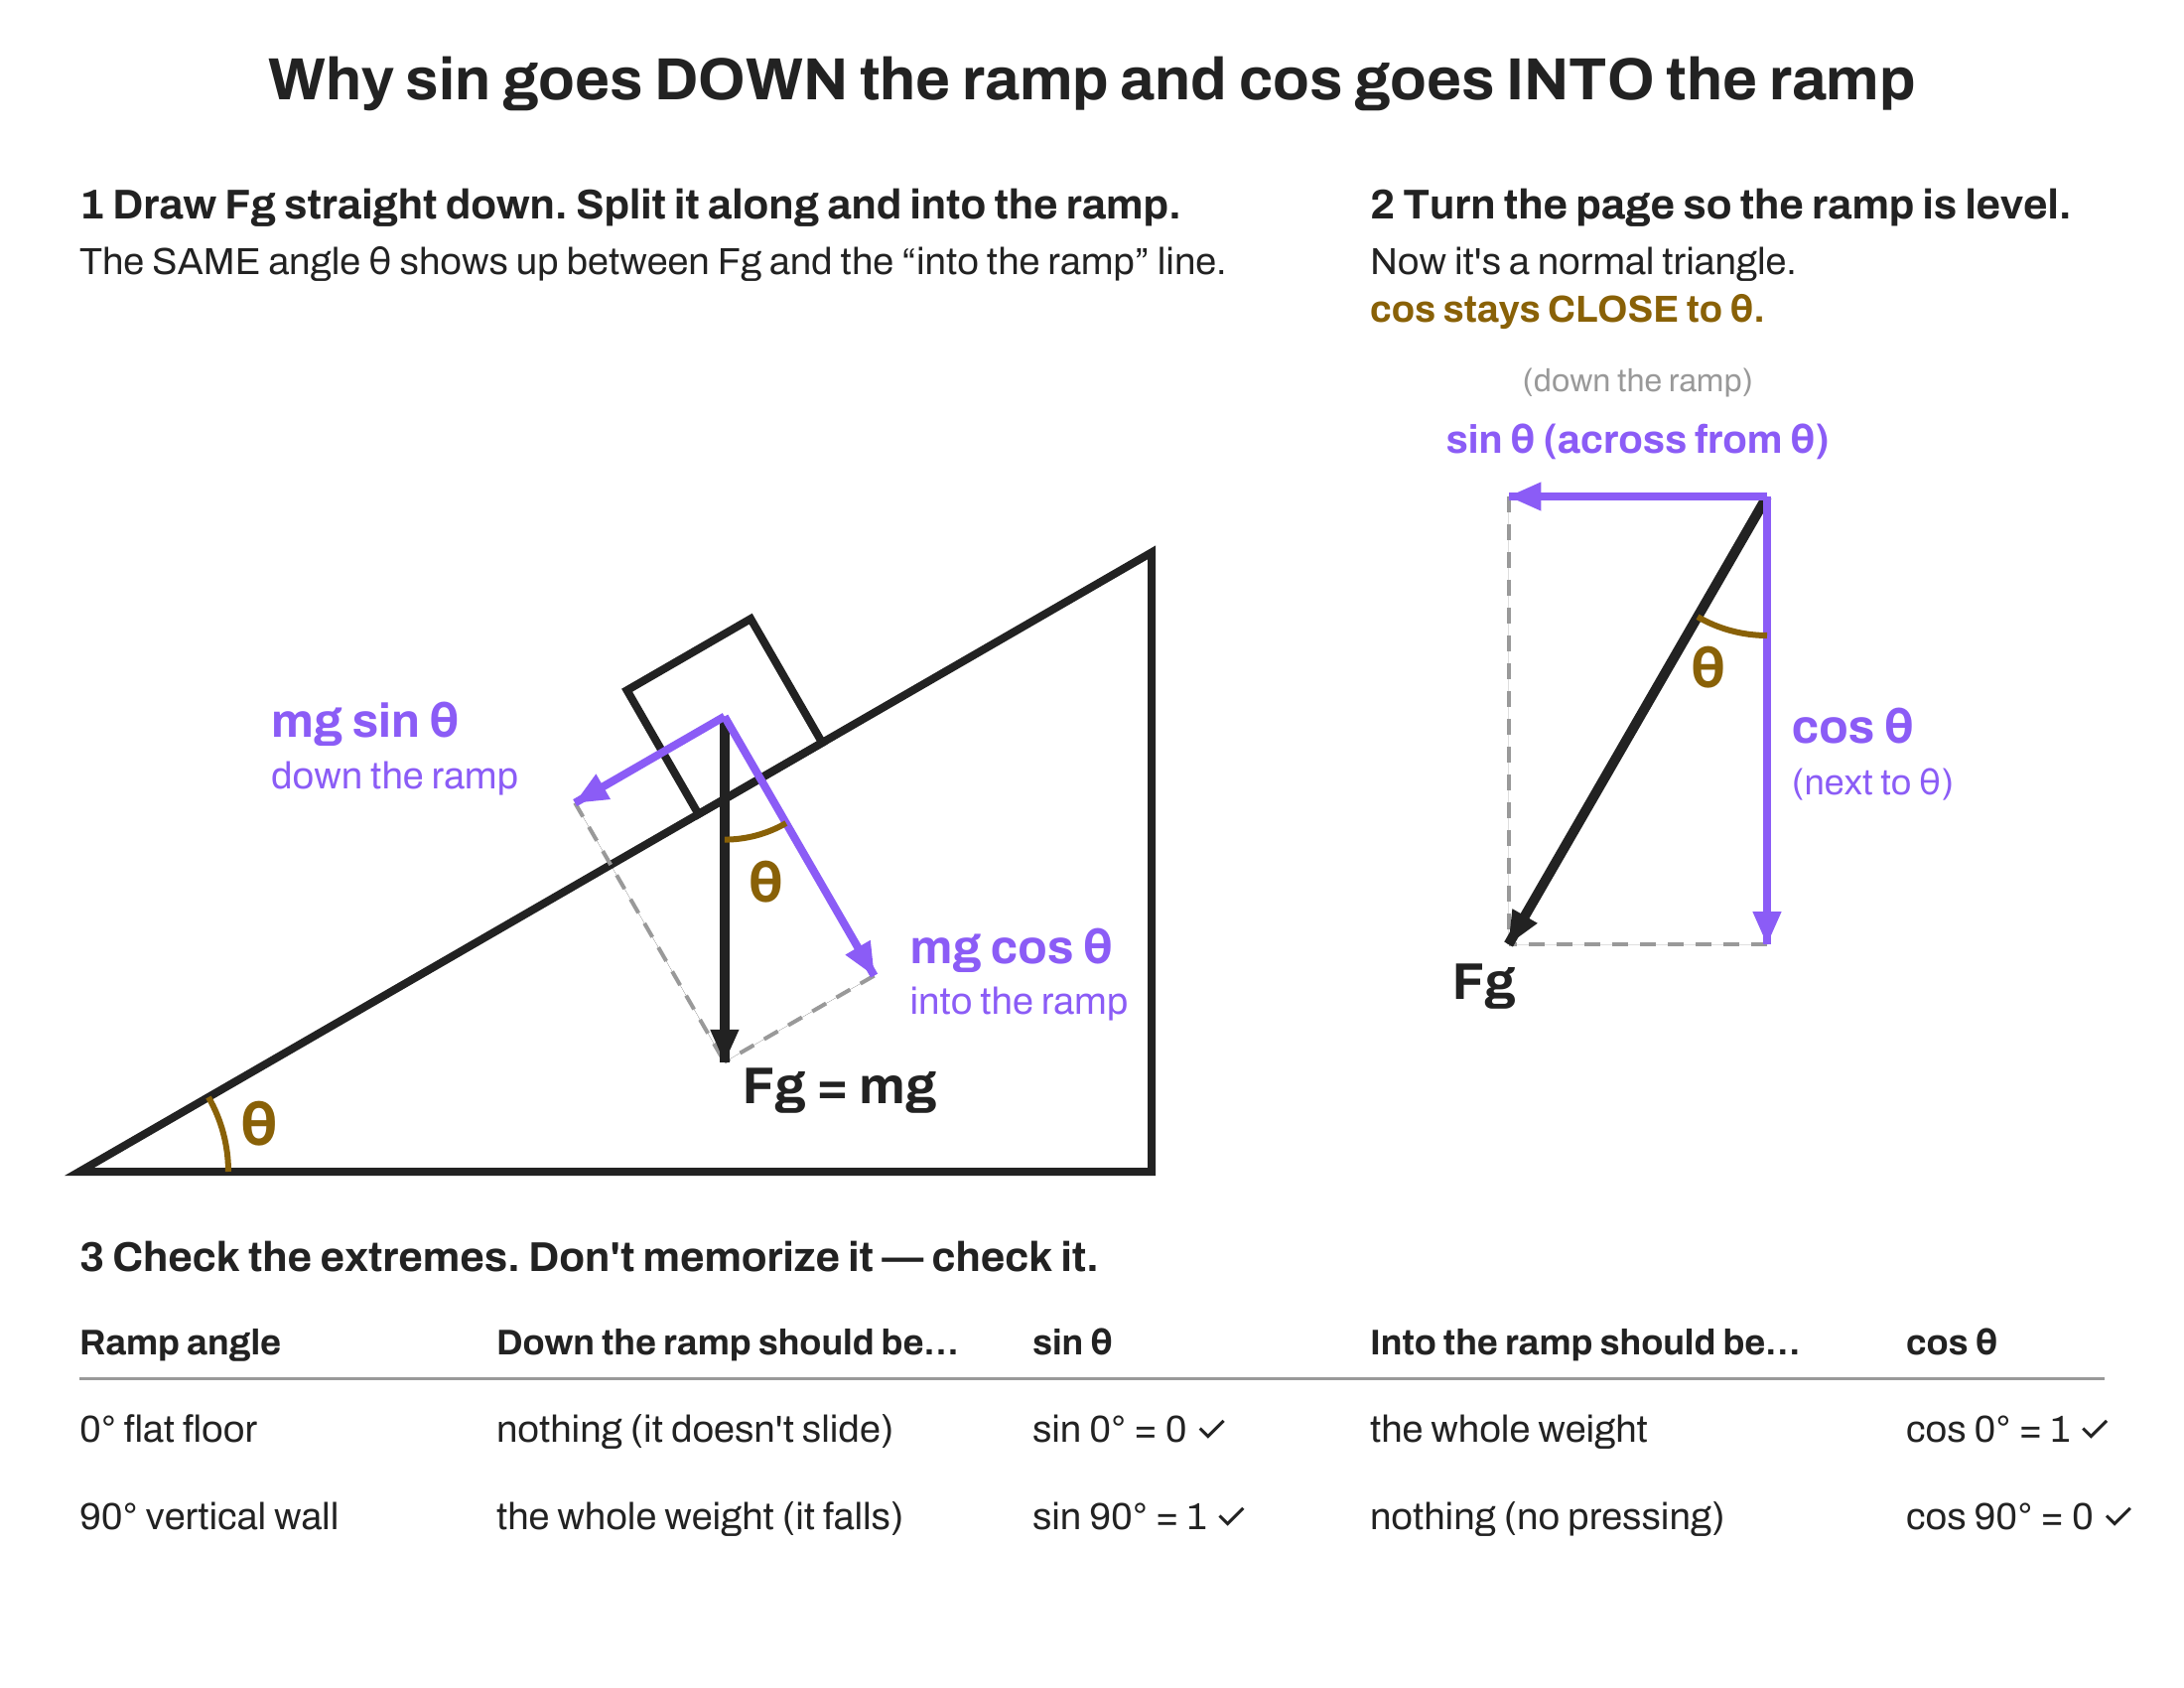 Why sin goes DOWN the ramp and cos goes INTO the ramp
1 Draw Fg straight down. Split it along and into the ramp.
The SAME angle θ shows up between Fg and the “into the ramp” line.
mg sin θ
down the ramp
θ
mg cos θ
into the ramp
Fg = mg
θ
2 Turn the page so the ramp is level.
Now it's a normal triangle.
cos stays CLOSE to θ.
(down the ramp)
sin θ (across from θ)
θ
cos θ
(next to θ)
Fg
3 Check the extremes. Don't memorize it — check it.
Ramp angle Down the ramp should be... sin θ Into the ramp should be... cos θ
0° flat floor nothing (it doesn't slide) sin 0° = 0 ✓ the whole weight cos 0° = 1 ✓
90° vertical wall the whole weight (it falls) sin 90° = 1 ✓ nothing (no pressing) cos 90° = 0 ✓